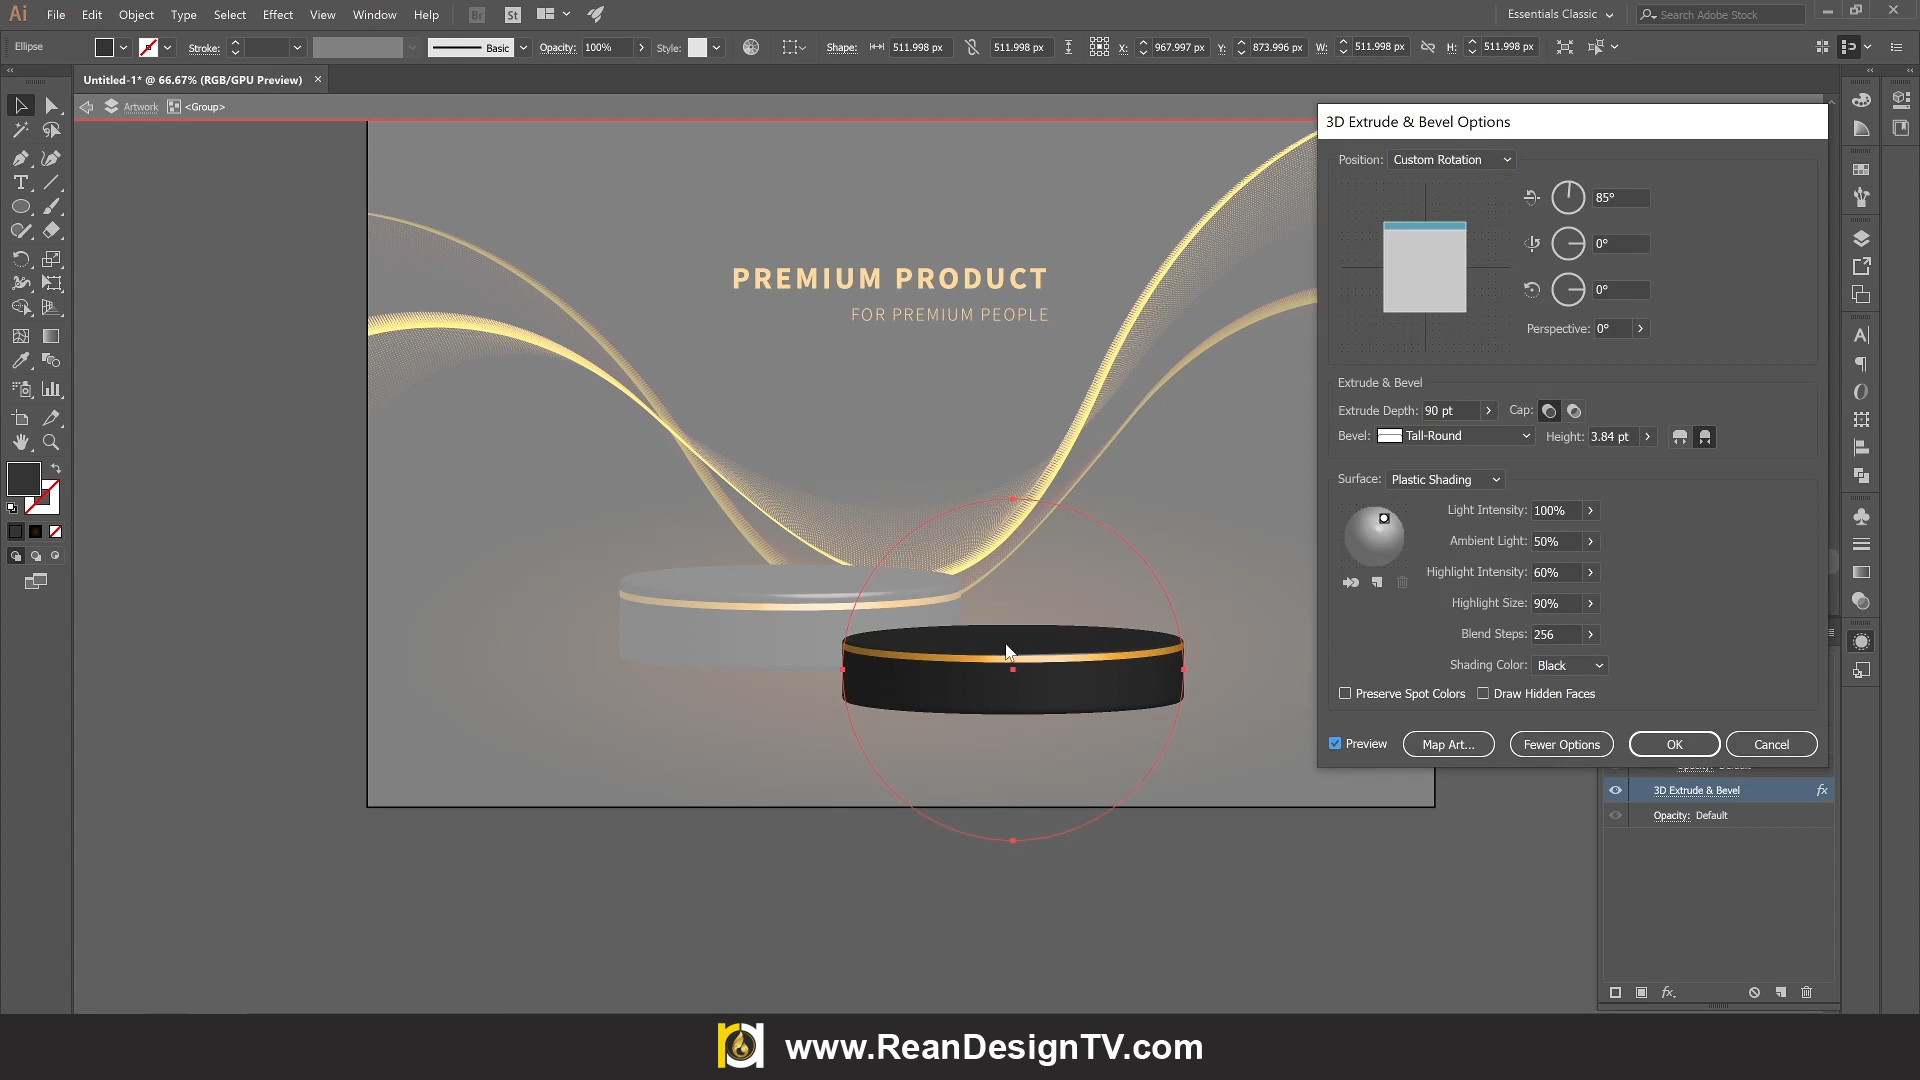 Ai File Edit Object Type Select Effect View Window Help Br St Essentials Classic Search Adobe Stock
Ellipse Stroke: Basic Opacity: 100% Style: Shape: 511.998 px 511.998 px X: 967.997 px Y: 873.996 px W: 511.998 px H: 511.998 px
Untitled-1* @ 66.67% (RGB/GPU Preview) ×
Artwork <Group>
3D Extrude & Bevel Options
Position: Custom Rotation
85°
0°
0°
Perspective: 0°
Extrude & Bevel
Extrude Depth: 90 pt Cap:
Bevel: Tall-Round Height: 3.84 pt
Surface: Plastic Shading
Light Intensity: 100%
Ambient Light: 50%
Highlight Intensity: 60%
Highlight Size: 90%
Blend Steps: 256
Shading Color: Black
Preserve Spot Colors Draw Hidden Faces
Preview Map Art... Fewer Options OK Cancel
PREMIUM PRODUCT
FOR PREMIUM PEOPLE
3D Extrude & Bevel fx
Opacity: Default
fx.
www.ReanDesignTV.com